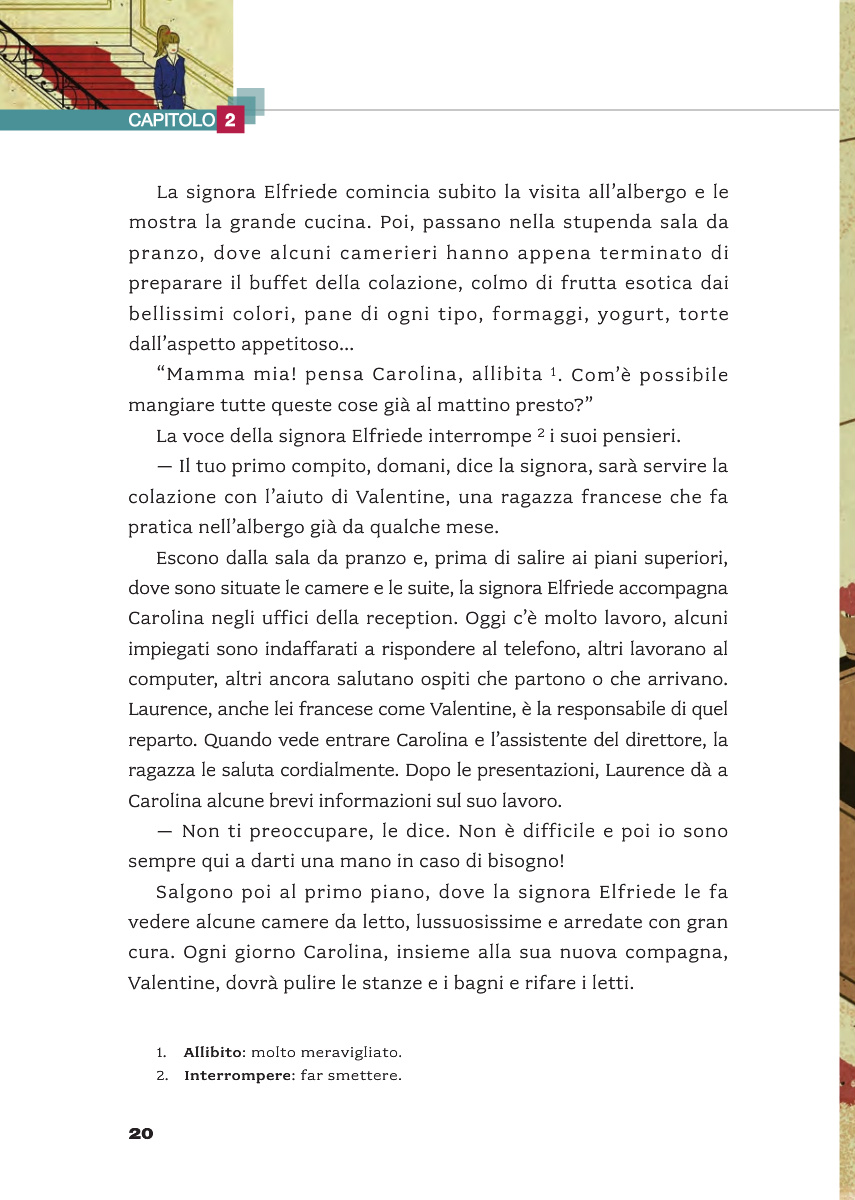 CAPITOLO 2
La signora Elfriede comincia subito la visita all’albergo e le
mostra la grande cucina. Poi, passano nella stupenda sala da
pranzo, dove alcuni camerieri hanno appena terminato di
preparare il buffet della colazione, colmo di frutta esotica dai
bellissimi colori, pane di ogni tipo, formaggi, yogurt, torte
dall’aspetto appetitoso...
“Mamma mia! pensa Carolina, allibita ¹. Com’è possibile
mangiare tutte queste cose già al mattino presto?”
La voce della signora Elfriede interrompe ² i suoi pensieri.
— Il tuo primo compito, domani, dice la signora, sarà servire la
colazione con l’aiuto di Valentine, una ragazza francese che fa
pratica nell’albergo già da qualche mese.
Escono dalla sala da pranzo e, prima di salire ai piani superiori,
dove sono situate le camere e le suite, la signora Elfriede accompagna
Carolina negli uffici della reception. Oggi c’è molto lavoro, alcuni
impiegati sono indaffarati a rispondere al telefono, altri lavorano al
computer, altri ancora salutano ospiti che partono o che arrivano.
Laurence, anche lei francese come Valentine, è la responsabile di quel
reparto. Quando vede entrare Carolina e l’assistente del direttore, la
ragazza le saluta cordialmente. Dopo le presentazioni, Laurence dà a
Carolina alcune brevi informazioni sul suo lavoro.
— Non ti preoccupare, le dice. Non è difficile e poi io sono
sempre qui a darti una mano in caso di bisogno!
Salgono poi al primo piano, dove la signora Elfriede le fa
vedere alcune camere da letto, lussuosissime e arredate con gran
cura. Ogni giorno Carolina, insieme alla sua nuova compagna,
Valentine, dovrà pulire le stanze e i bagni e rifare i letti.
1. Allibito: molto meravigliato.
2. Interrompere: far smettere.
20